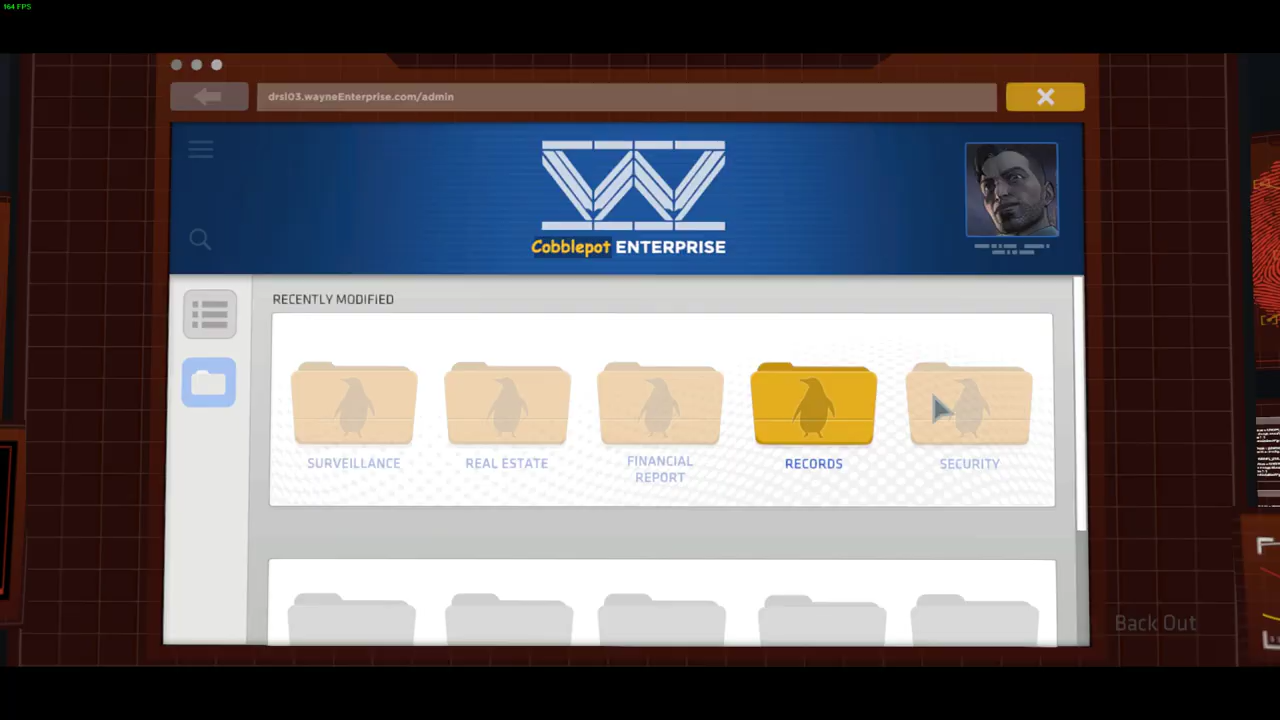 164 FPS
drsl03.wayneEnterprise.com/admin
Cobblepot ENTERPRISE
RECENTLY MODIFIED
SURVEILLANCE
REAL ESTATE
FINANCIAL
REPORT
RECORDS
SECURITY
Back Out